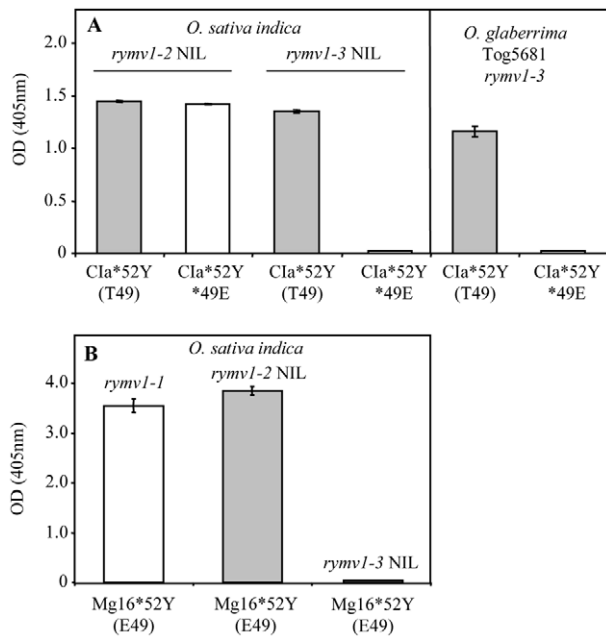 A
O. sativa indica
rymv1-2 NIL
rymv1-3 NIL
O. glaberrima
Tog5681
rymv1-3
OD (405nm)
2.0
1.5
1.0
0.5
0
CIa*52Y
(T49)
CIa*52Y
*49E
CIa*52Y
(T49)
CIa*52Y
*49E
CIa*52Y
(T49)
CIa*52Y
*49E
B
O. sativa indica
rymv1-1
rymv1-2 NIL
rymv1-3 NIL
OD (405nm)
4.0
3.0
2.0
1.0
0
Mg16*52Y
(E49)
Mg16*52Y
(E49)
Mg16*52Y
(E49)